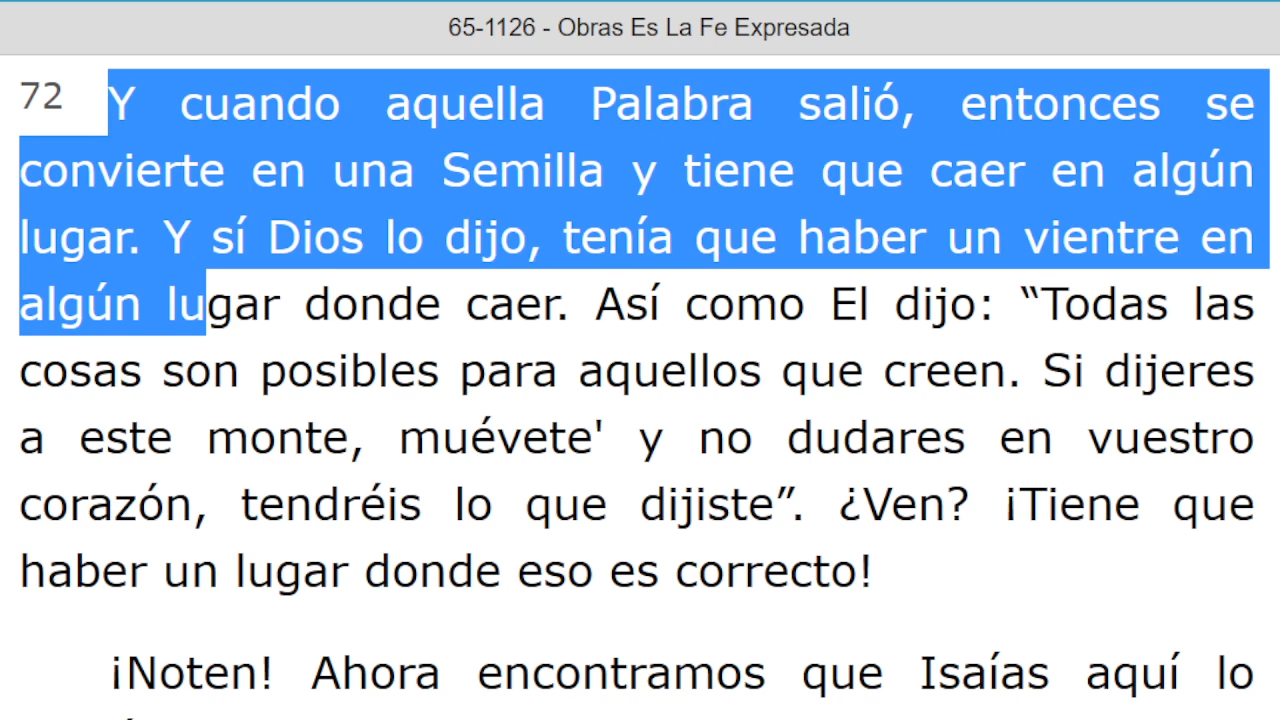 65-1126 - Obras Es La Fe Expresada
72 Y cuando aquella Palabra salió, entonces se
convierte en una Semilla y tiene que caer en algún
lugar. Y sí Dios lo dijo, tenía que haber un vientre en
algún lugar donde caer. Así como El dijo: “Todas las
cosas son posibles para aquellos que creen. Si dijeres
a este monte, muévete' y no dudares en vuestro
corazón, tendréis lo que dijiste”. ¿Ven? ¡Tiene que
haber un lugar donde eso es correcto!
¡Noten! Ahora encontramos que Isaías aquí lo